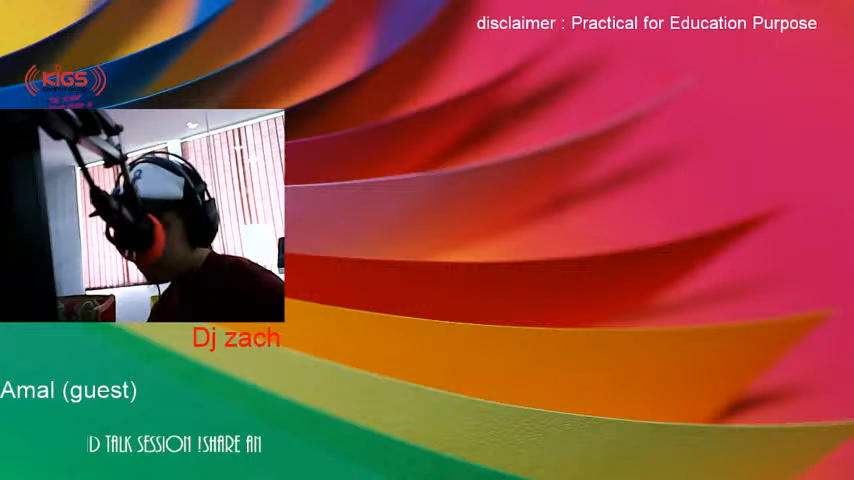 disclaimer : Practical for Education Purpose
KIGS
Dj zach
Amal (guest)
D TALK SESSION !SHARE AN